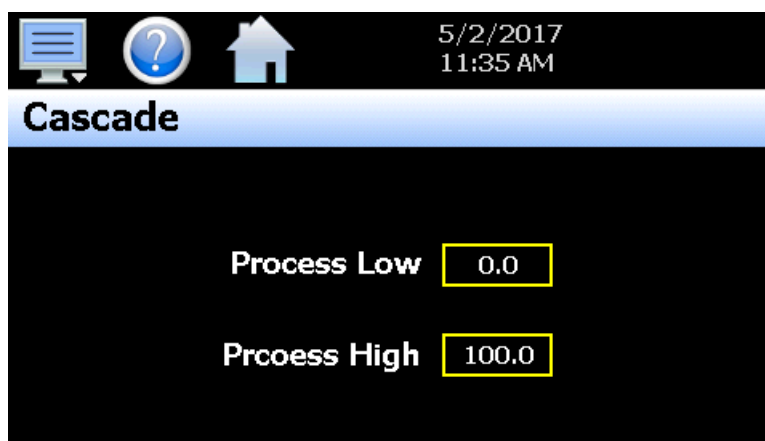 ?
5/2/2017
11:35 AM
Cascade
Process Low 0.0
Prcoess High 100.0